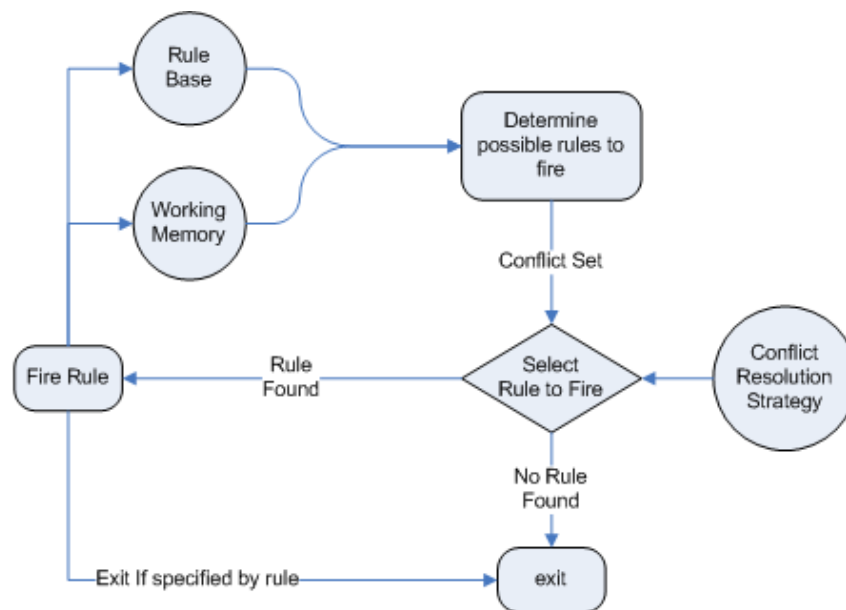 Rule
Base
Determine
possible rules to
fire
Working
Memory
Conflict Set
Fire Rule
Rule
Found
Select
Rule to Fire
Conflict
Resolution
Strategy
No Rule
Found
Exit If specified by rule
exit